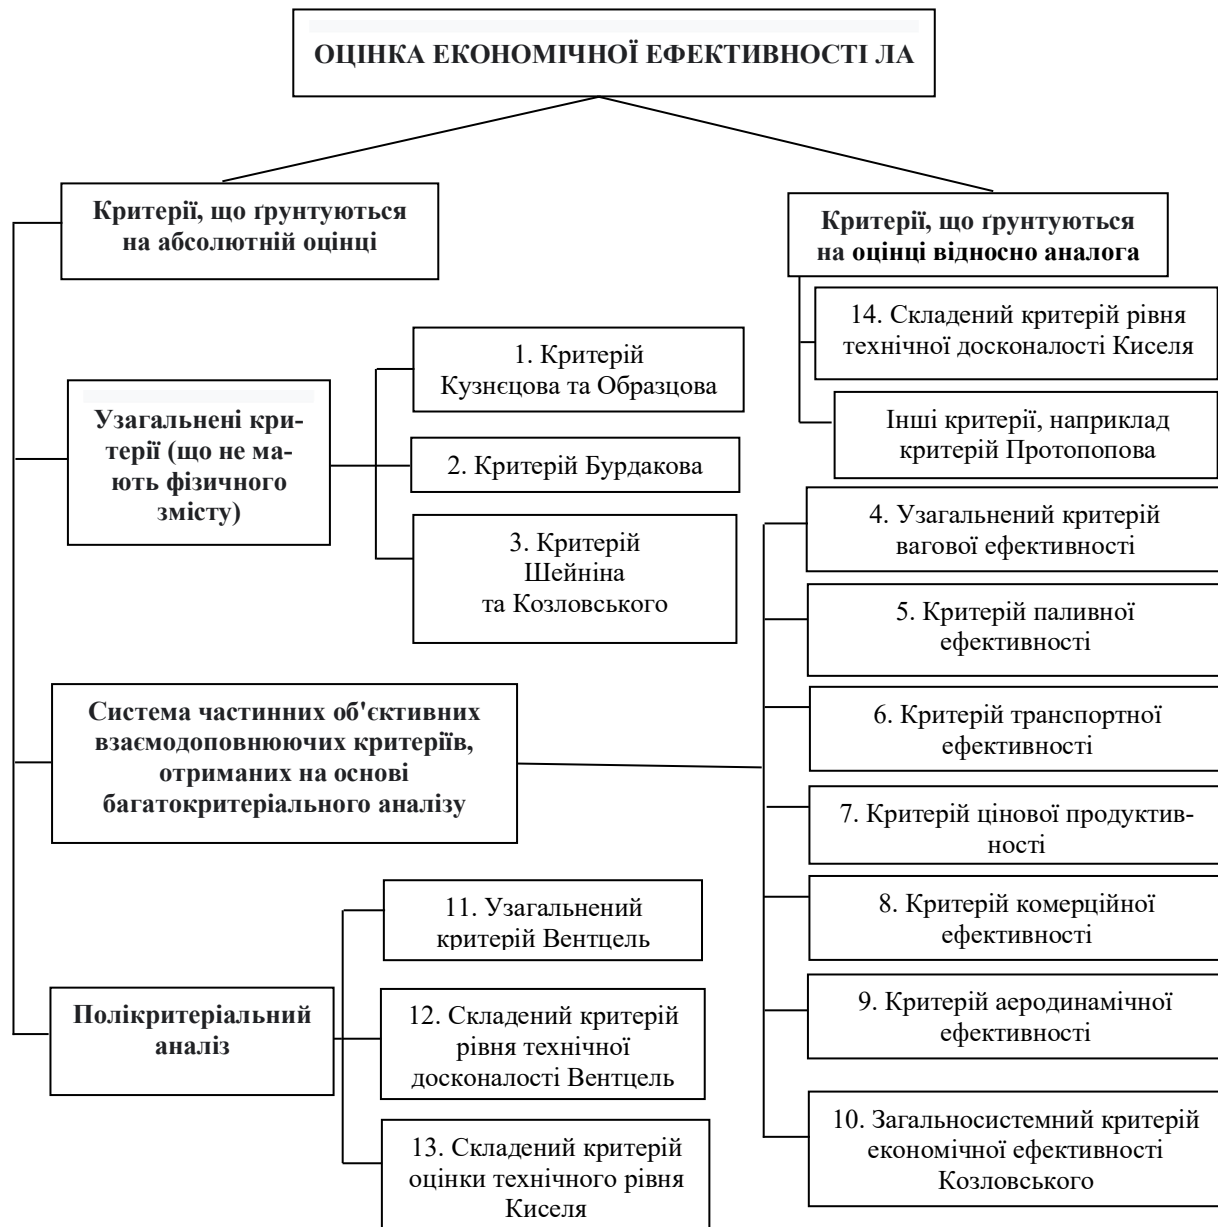 ОЦІНКА ЕКОНОМІЧНОЇ ЕФЕКТИВНОСТІ ЛА
Критерії, що ґрунтуються
на абсолютній оцінці
Критерії, що ґрунтуються
на оцінці відносно аналога
14. Складений критерій рівня
технічної досконалості Киселя
Інші критерії, наприклад
критерій Протопопова
Узагальнені кри-
терії (що не ма-
ють фізичного
змісту)
1. Критерій
Кузнєцова та Образцова
2. Критерій Бурдакова
3. Критерій
Шейніна
та Козловського
Система частинних об'єктивних
взаємодоповнюючих критеріїв,
отриманих на основі
багатокритеріального аналізу
4. Узагальнений критерій
вагової ефективності
5. Критерій паливної
ефективності
6. Критерій транспортної
ефективності
7. Критерій цінової продуктив-
ності
8. Критерій комерційної
ефективності
9. Критерій аеродинамічної
ефективності
10. Загальносистемний критерій
економічної ефективності
Козловського
Полікритеріальний
аналіз
11. Узагальнений
критерій Вентцель
12. Складений критерій
рівня технічної
досконалості Вентцель
13. Складений критерій
оцінки технічного рівня
Киселя